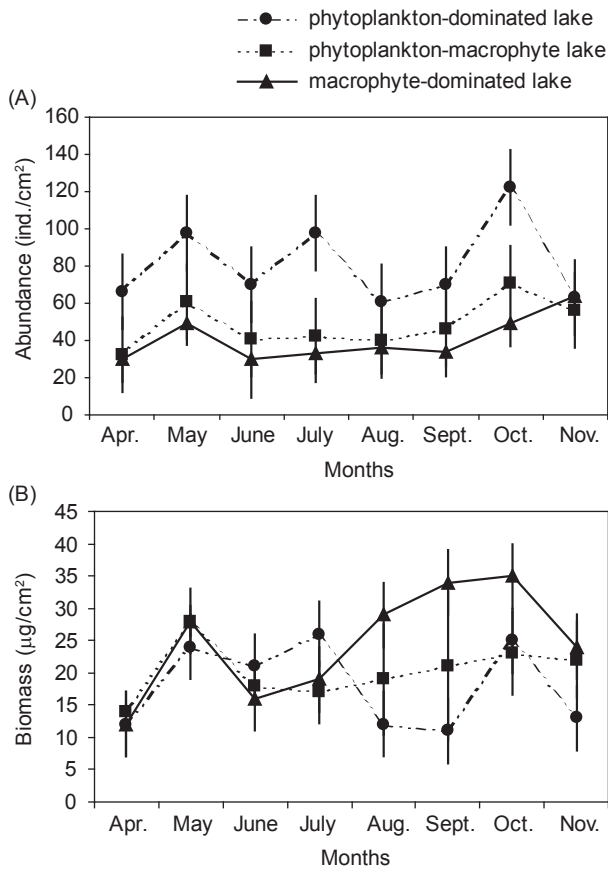 phytoplankton-dominated lake
phytoplankton-macrophyte lake
macrophyte-dominated lake
(A)
Abundance (ind./cm²)
160
140
120
100
80
60
40
20
0
Apr. May June July Aug. Sept. Oct. Nov.
Months
(B)
Biomass (µg/cm²)
45
40
35
30
25
20
15
10
5
0
Apr. May June July Aug. Sept. Oct. Nov.
Months